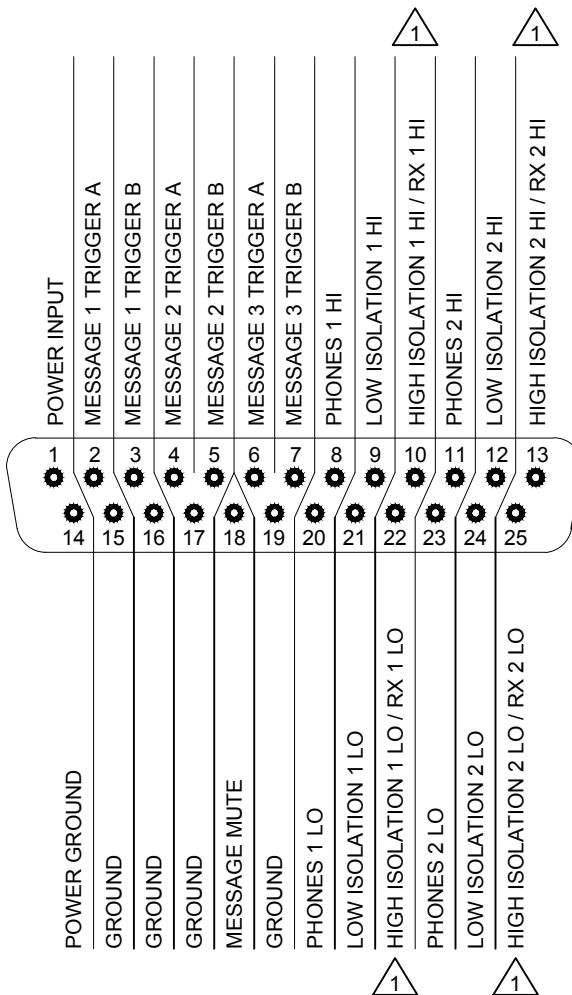 1
1
POWER INPUT
MESSAGE 1 TRIGGER A
MESSAGE 1 TRIGGER B
MESSAGE 2 TRIGGER A
MESSAGE 2 TRIGGER B
MESSAGE 3 TRIGGER A
MESSAGE 3 TRIGGER B
PHONES 1 HI
LOW ISOLATION 1 HI
HIGH ISOLATION 1 HI / RX 1 HI
PHONES 2 HI
LOW ISOLATION 2 HI
HIGH ISOLATION 2 HI / RX 2 HI
1 2 3 4 5 6 7 8 9 10 11 12 13
14 15 16 17 18 19 20 21 22 23 24 25
POWER GROUND
GROUND
GROUND
GROUND
MESSAGE MUTE
GROUND
PHONES 1 LO
LOW ISOLATION 1 LO
HIGH ISOLATION 1 LO / RX 1 LO
PHONES 2 LO
LOW ISOLATION 2 LO
HIGH ISOLATION 2 LO / RX 2 LO
1
1